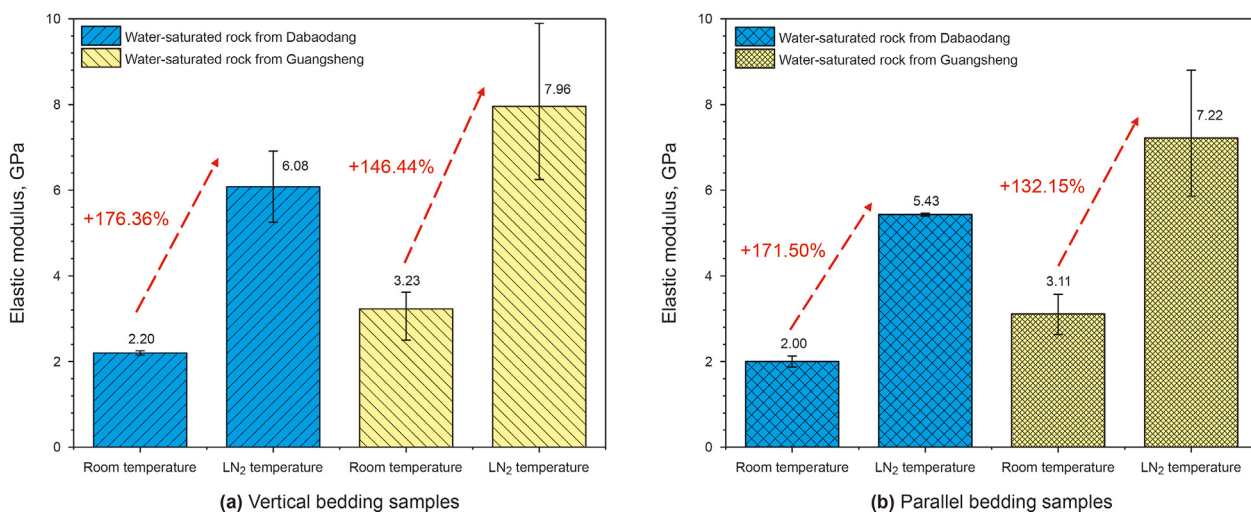 10
8
6
4
2
0
Elastic modulus, GPa
Water-saturated rock from Dabaodang
Water-saturated rock from Guangsheng
+176.36%
+146.44%
2.20
6.08
3.23
7.96
Room temperature
LN₂ temperature
Room temperature
LN₂ temperature
(a) Vertical bedding samples
10
8
6
4
2
0
Elastic modulus, GPa
Water-saturated rock from Dabaodang
Water-saturated rock from Guangsheng
+171.50%
+132.15%
2.00
5.43
3.11
7.22
Room temperature
LN₂ temperature
Room temperature
LN₂ temperature
(b) Parallel bedding samples